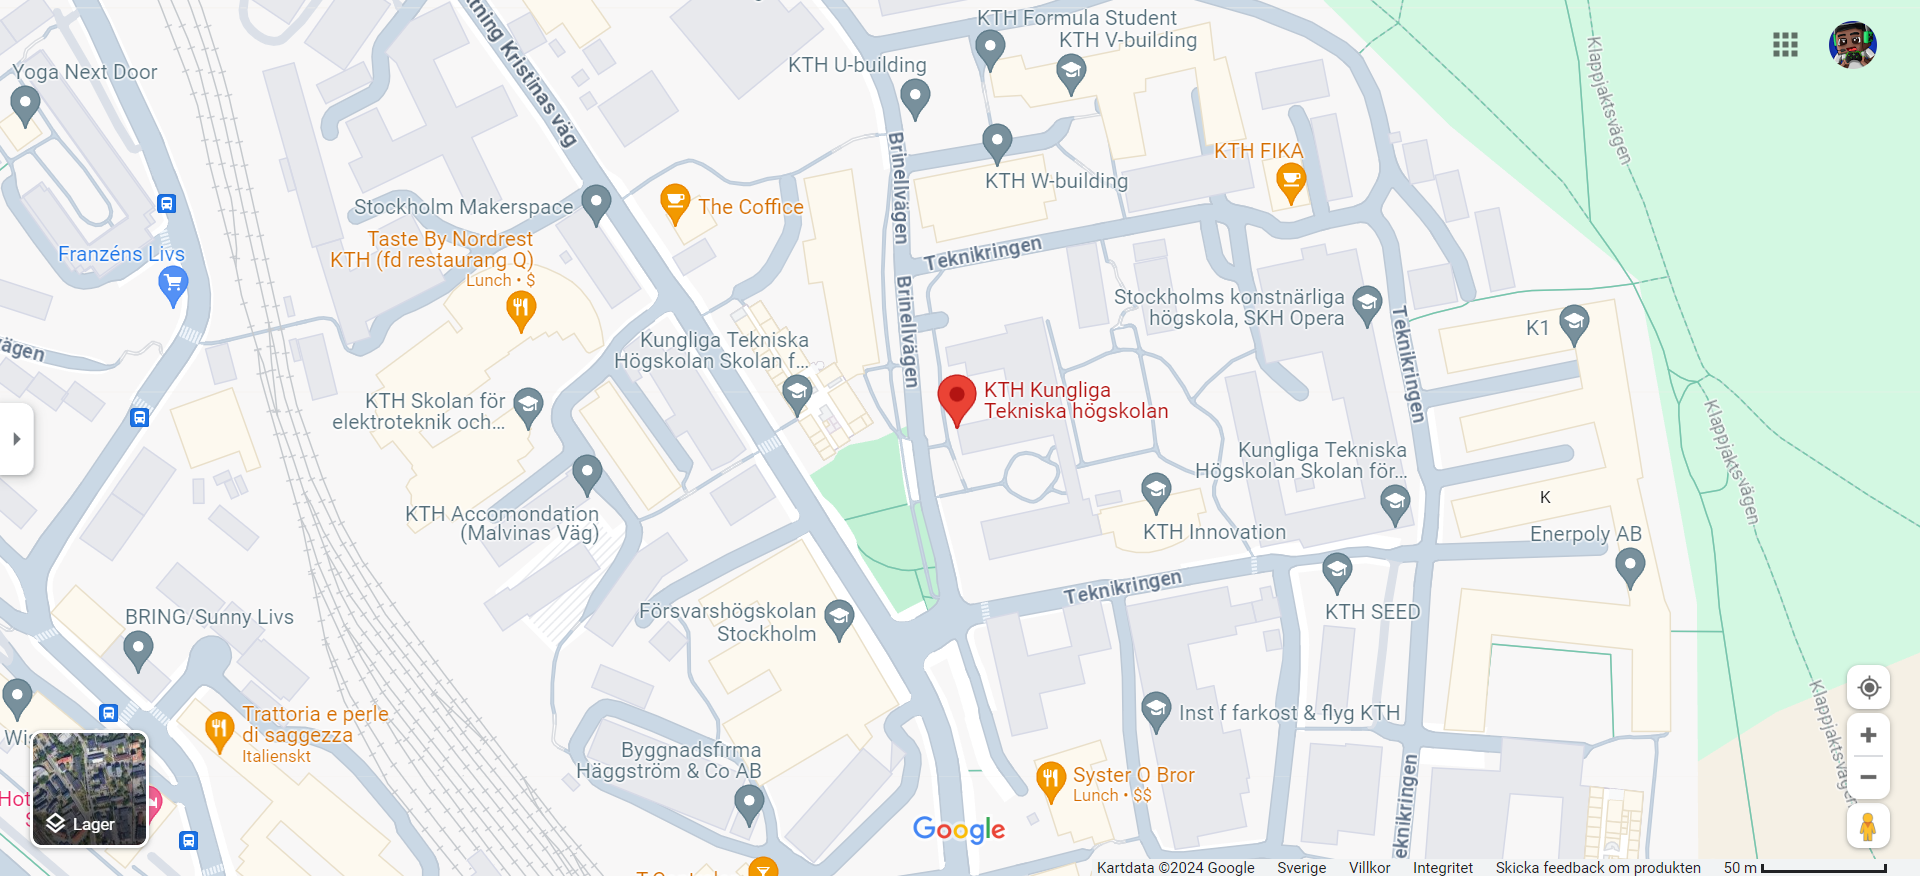 KTH Formula Student
KTH V-building
KTH U-building
Yoga Next Door
Kristinas väg
Klappjaktsvägen
Brinellvägen
KTH FIKA
KTH W-building
Stockholm Makerspace
The Coffice
Taste By Nordrest
KTH (fd restaurang Q)
Lunch • $
Franzéns Livs
Teknikringen
Brinellvägen
Stockholms konstnärliga
högskola, SKH Opera
K1
Teknikringen
Kungliga Tekniska
Högskolan Skolan f...
KTH Kungliga
Tekniska högskolan
KTH Skolan för
elektroteknik och...
Kungliga Tekniska
Högskolan Skolan för...
Klappjaktsvägen
K
KTH Accomondation
(Malvinas Väg)
KTH Innovation
Enerpoly AB
Teknikringen
KTH SEED
BRING/Sunny Livs
Försvarshögskolan
Stockholm
Klappjaktsvägen
Trattoria e perle
di saggezza
Italienskt
Inst f farkost & flyg KTH
Byggnadsfirma
Häggström & Co AB
Syster O Bror
Lunch • $$
Teknikringen
Lager
Google
Kartdata ©2024 Google Sverige Villkor Integritet Skicka feedback om produkten 50 m